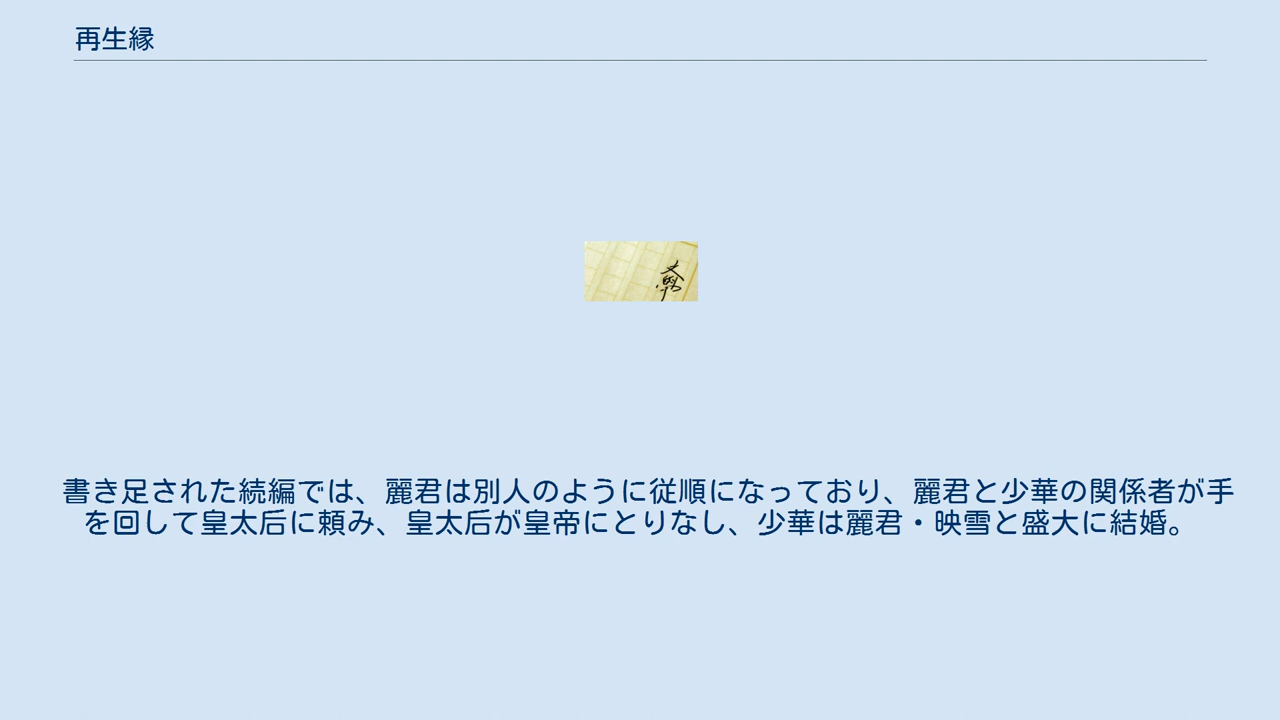 再生縁
書き足された続編では、麗君は別人のように従順になっており、麗君と少華の関係者が手
を回して皇太后に頼み、皇太后が皇帝にとりなし、少華は麗君・映雪と盛大に結婚。